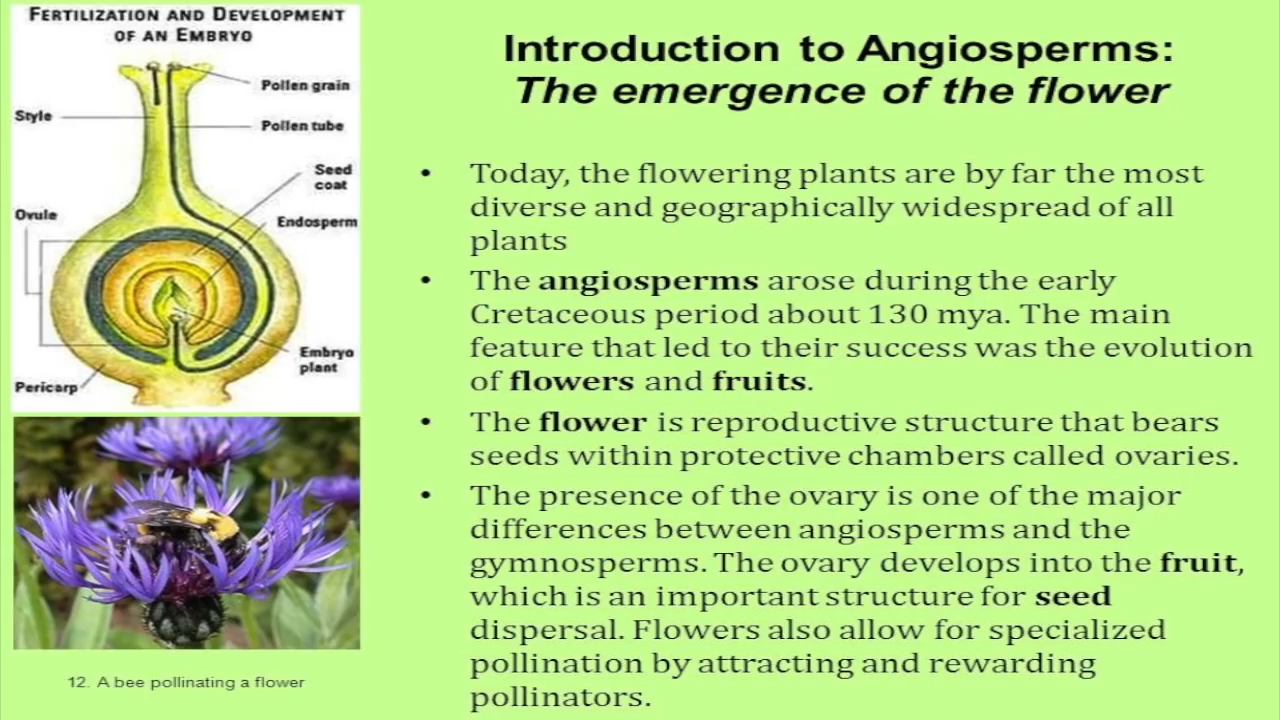 FERTILIZATION AND DEVELOPMENT
OF AN EMBRYO
Pollen grain
Style
Pollen tube
Seed
coat
Ovule
Endosperm
Embryo
plant
Pericarp
12. A bee pollinating a flower
Introduction to Angiosperms:
The emergence of the flower
• Today, the flowering plants are by far the most
diverse and geographically widespread of all
plants
• The angiosperms arose during the early
Cretaceous period about 130 mya. The main
feature that led to their success was the evolution
of flowers and fruits.
• The flower is reproductive structure that bears
seeds within protective chambers called ovaries.
• The presence of the ovary is one of the major
differences between angiosperms and the
gymnosperms. The ovary develops into the fruit,
which is an important structure for seed
dispersal. Flowers also allow for specialized
pollination by attracting and rewarding
pollinators.